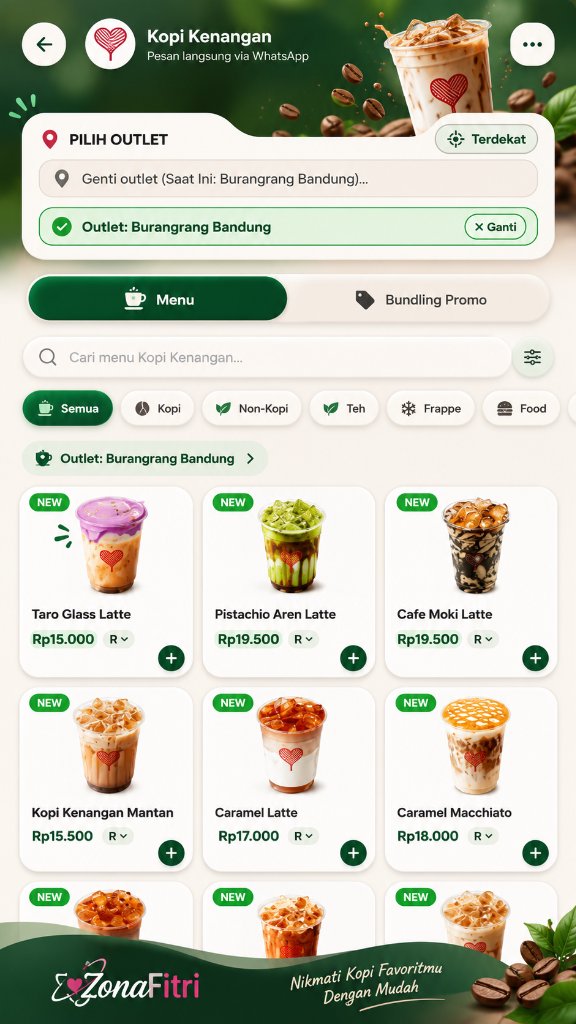 Kopi Kenangan
Pesan langsung via WhatsApp
PILIH OUTLET
Terdekat
Genti outlet (Saat Ini: Burangrang Bandung)...
Outlet: Burangrang Bandung
× Ganti
Menu
Bundling Promo
Cari menu Kopi Kenangan...
Semua
Kopi
Non-Kopi
Teh
Frappe
Food
Outlet: Burangrang Bandung
NEW
NEW
NEW
Taro Glass Latte
Pistachio Aren Latte
Cafe Moki Latte
Rp15.000 R
Rp19.500 R
Rp19.500 R
NEW
NEW
NEW
Kopi Kenangan Mantan
Caramel Latte
Caramel Macchiato
Rp15.500 R
Rp17.000 R
Rp18.000 R
NEW
NEW
NEW
ZonaFitri
Nikmati Kopi Favoritmu
Dengan Mudah